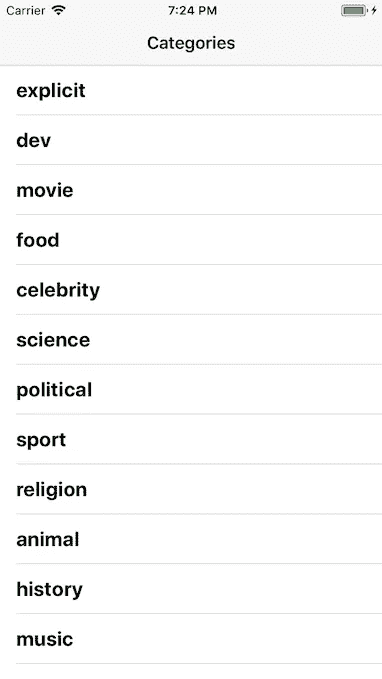 Carrier 7:24 PM
Categories
explicit
dev
movie
food
celebrity
science
political
sport
religion
animal
history
music